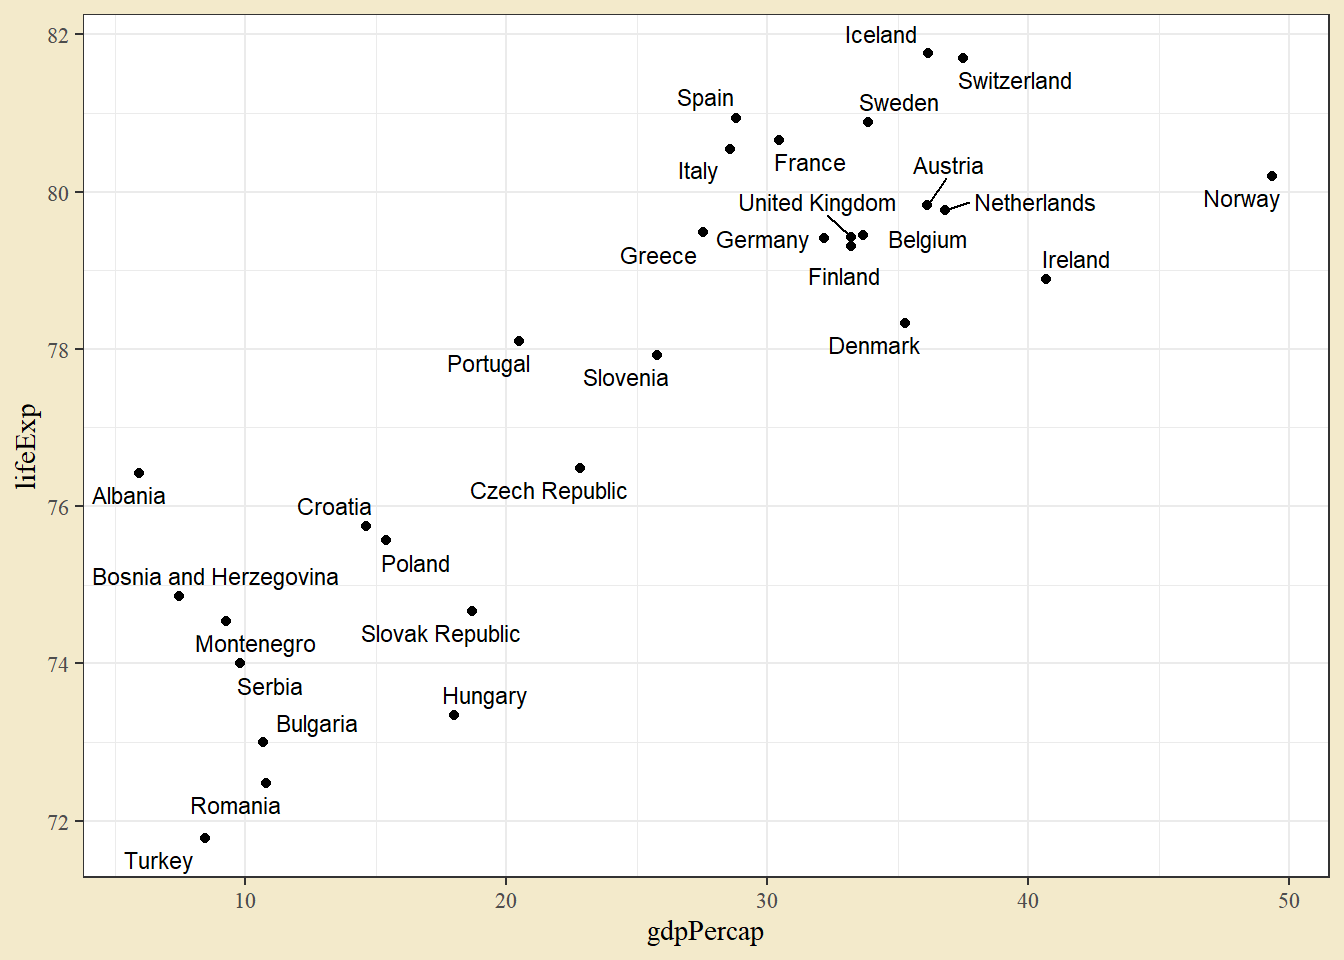 82
80
78
76
74
72
lifeExp
Iceland
Switzerland
Spain
Sweden
Italy
France
Austria
United Kingdom
Netherlands
Norway
Germany
Belgium
Greece
Finland
Ireland
Denmark
Portugal
Slovenia
Albania
Czech Republic
Croatia
Poland
Bosnia and Herzegovina
Slovak Republic
Montenegro
Serbia
Hungary
Bulgaria
Romania
Turkey
10
20
30
40
50
gdpPercap